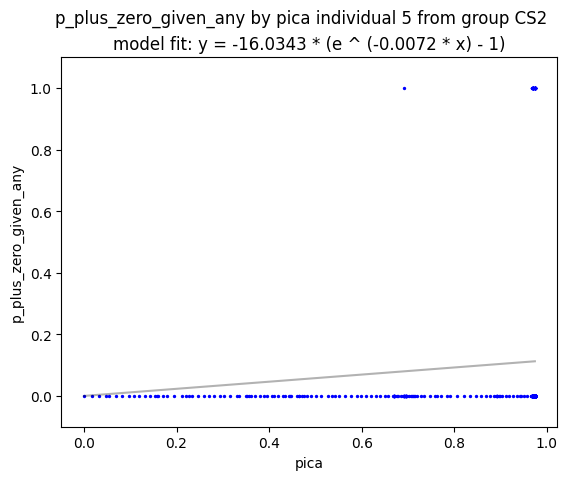 p_plus_zero_given_any by pica individual 5 from group CS2
model fit: y = -16.0343 * (e ^ (-0.0072 * x) - 1)
1.0
0.8
0.6
0.4
0.2
0.0
p_plus_zero_given_any
0.0 0.2 0.4 0.6 0.8 1.0
pica